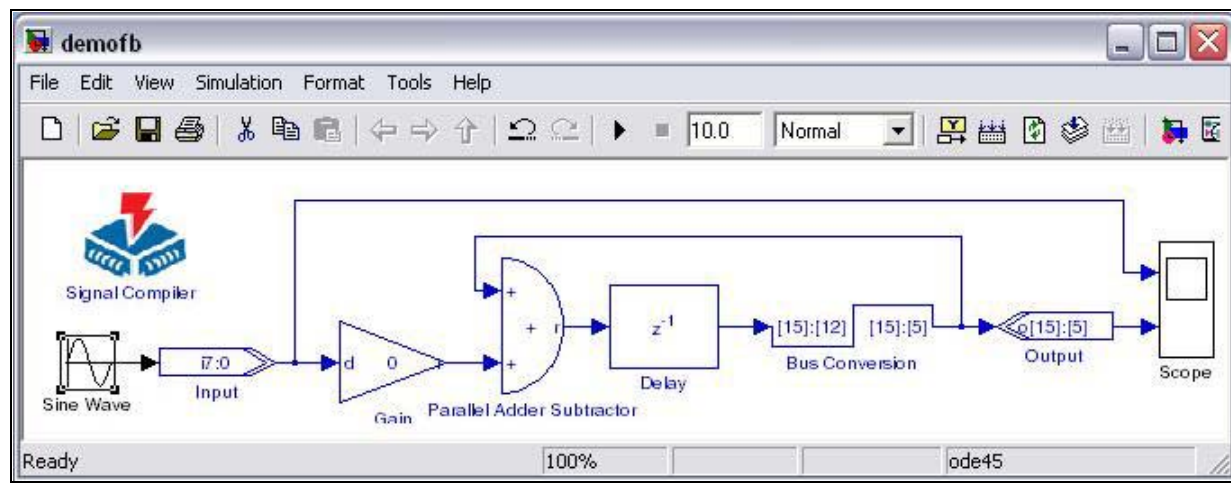 demofb
File Edit View Simulation Format Tools Help
10.0 Normal
Signal Compiler
Sine Wave
i7:0
Input
d 0
Gain
+
+ r
+
Parallel Adder Subtractor
z-1
Delay
[15]:[12] [15]:[5]
Bus Conversion
o[15]:[5]
Output
Scope
Ready 100% ode45